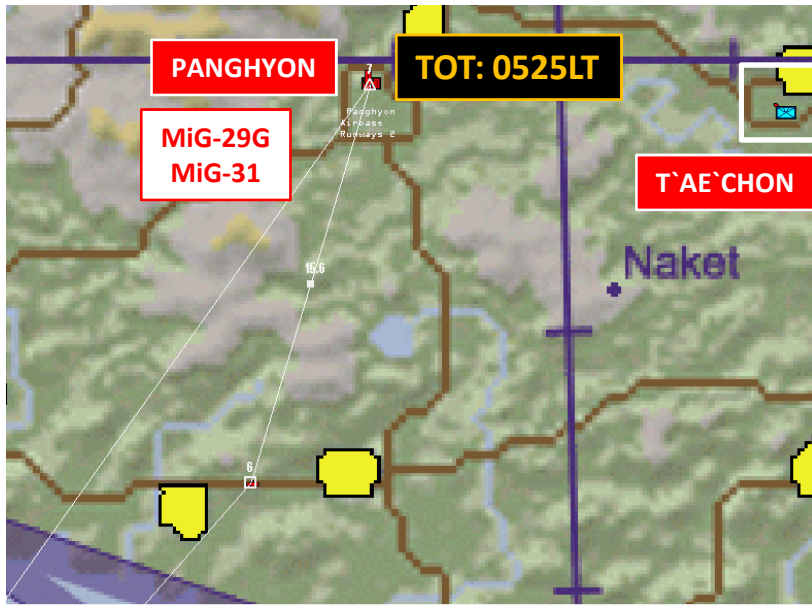 PANGHYON
TOT: 0525LT
7
Panghyon
Airbase
Runways 2
MiG-29G
MiG-31
T`AE`CHON
Naket
15.6
6